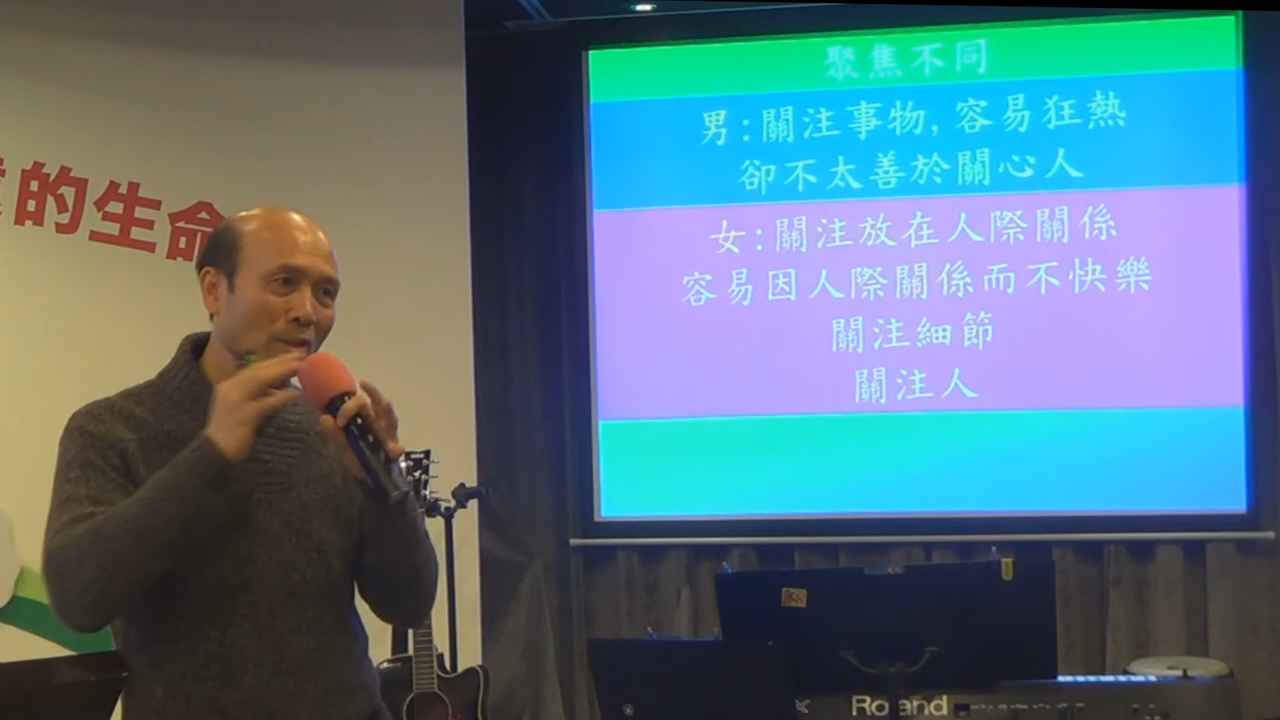 的生命
聚焦不同
男:關注事物,容易狂熱
卻不太善於關心人
女:關注放在人際關係
容易因人際關係而不快樂
關注細節
關注人
Roland